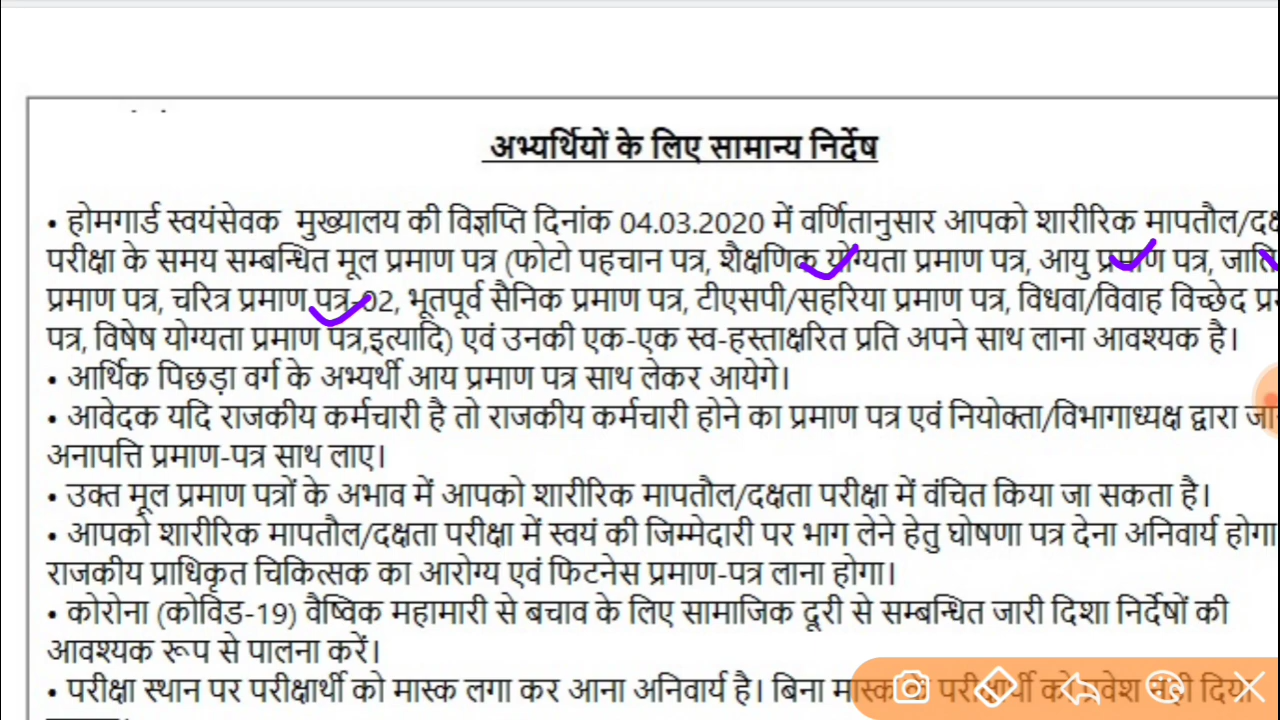 अभ्यर्थियों के लिए सामान्य निर्देष
• होमगार्ड स्वयंसेवक मुख्यालय की विज्ञप्ति दिनांक 04.03.2020 में वर्णितानुसार आपको शारीरिक मापतौल/दक्ष
परीक्षा के समय सम्बन्धित मूल प्रमाण पत्र (फोटो पहचान पत्र, शैक्षणिक योग्यता प्रमाण पत्र, आयु प्रमाण पत्र, जाति
प्रमाण पत्र, चरित्र प्रमाण पत्र-02, भूतपूर्व सैनिक प्रमाण पत्र, टीएसपी/सहरिया प्रमाण पत्र, विधवा/विवाह विच्छेद
पत्र, विषेष योग्यता प्रमाण पत्र,इत्यादि) एवं उनकी एक-एक स्व-हस्ताक्षरित प्रति अपने साथ लाना आवश्यक है।
• आर्थिक पिछड़ा वर्ग के अभ्यर्थी आय प्रमाण पत्र साथ लेकर आयेगे।
• आवेदक यदि राजकीय कर्मचारी है तो राजकीय कर्मचारी होने का प्रमाण पत्र एवं नियोक्ता/विभागाध्यक्ष द्वारा जा
अनापत्ति प्रमाण-पत्र साथ लाए।
• उक्त मूल प्रमाण पत्रों के अभाव में आपको शारीरिक मापतौल/दक्षता परीक्षा में वंचित किया जा सकता है।
• आपको शारीरिक मापतौल/दक्षता परीक्षा में स्वयं की जिम्मेदारी पर भाग लेने हेतु घोषणा पत्र देना अनिवार्य होगा
राजकीय प्राधिकृत चिकित्सक का आरोग्य एवं फिटनेस प्रमाण-पत्र लाना होगा।
• कोरोना (कोविड-19) वैष्विक महामारी से बचाव के लिए सामाजिक दूरी से सम्बन्धित जारी दिशा निर्देषों की
आवश्यक रूप से पालना करें।
• परीक्षा स्थान पर परीक्षार्थी को मास्क लगा कर आना अनिवार्य है। बिना मास्क के परीक्षार्थी को प्रवेश नही दिया